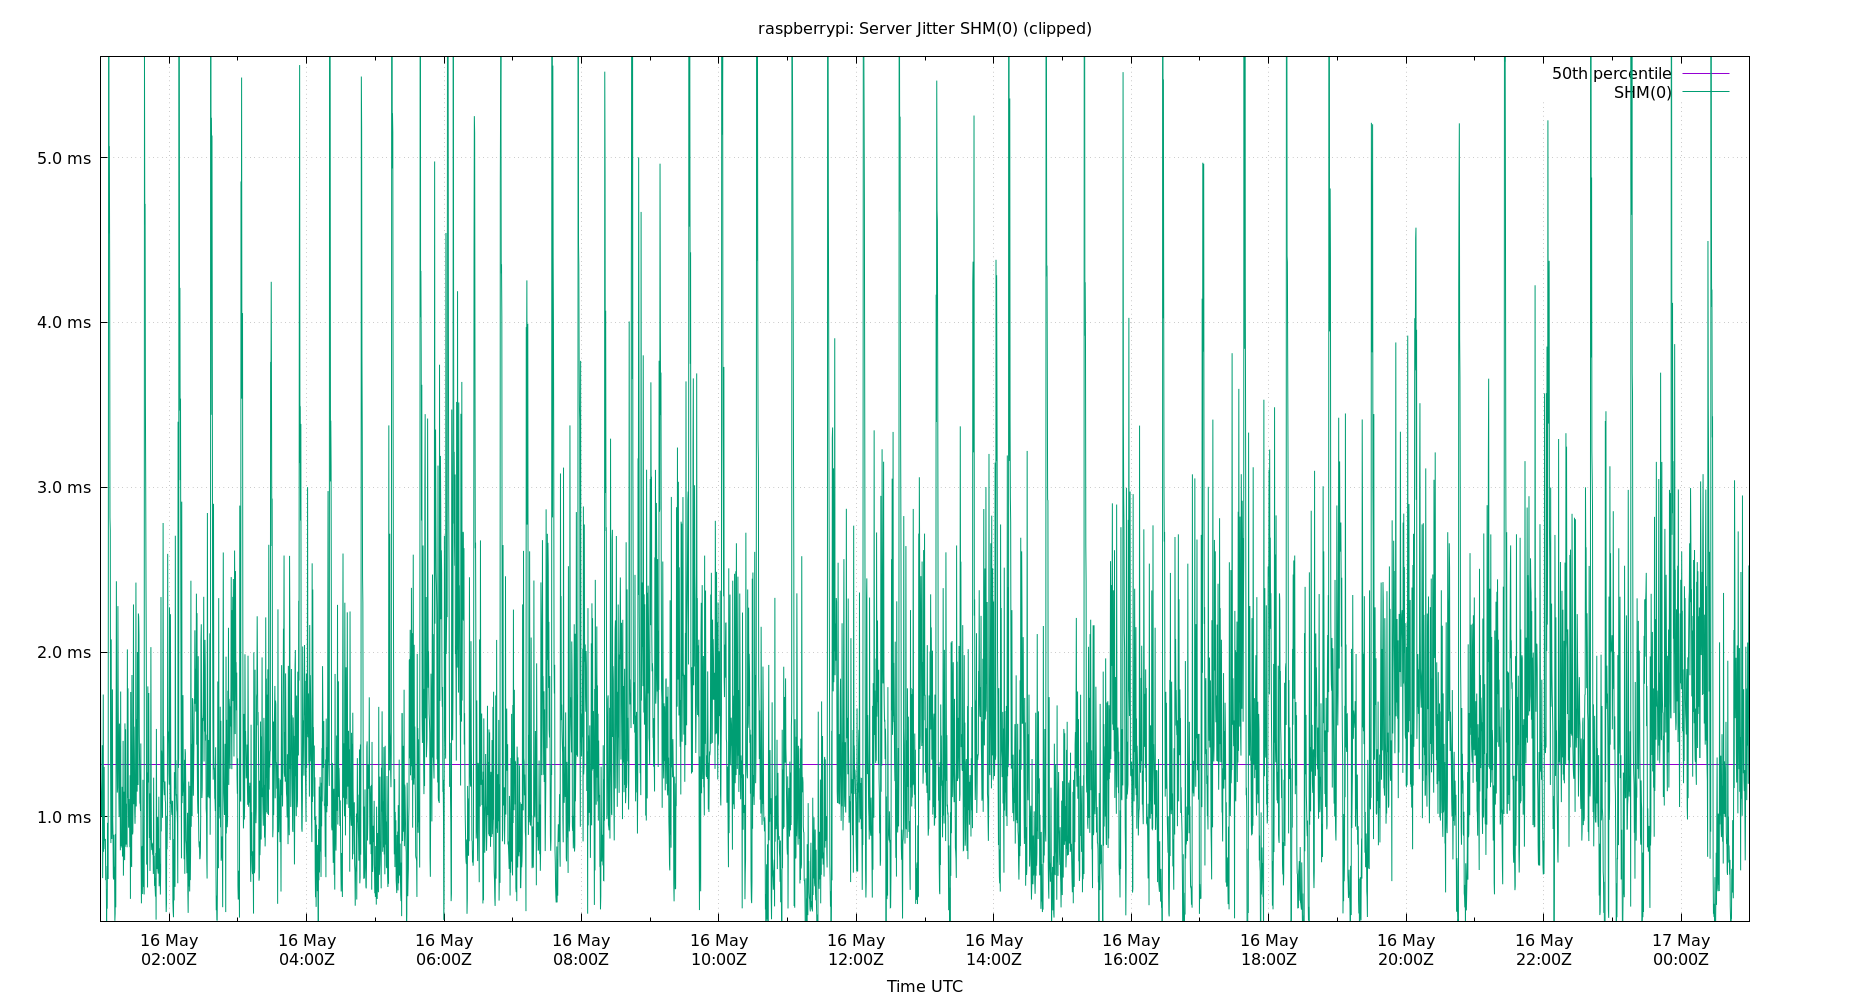 raspberrypi: Server Jitter SHM(0) (clipped)
50th percentile
SHM(0)
5.0 ms
4.0 ms
3.0 ms
2.0 ms
1.0 ms
16 May 16 May 16 May 16 May 16 May 16 May 16 May 16 May 16 May 16 May 16 May 17 May
02:00Z 04:00Z 06:00Z 08:00Z 10:00Z 12:00Z 14:00Z 16:00Z 18:00Z 20:00Z 22:00Z 00:00Z
Time UTC